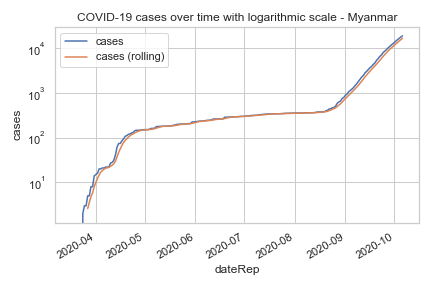 COVID-19 cases over time with logarithmic scale - Myanmar
cases
cases (rolling)
10⁴
10³
10²
10¹
cases
2020-04
2020-05
2020-06
2020-07
2020-08
2020-09
2020-10
dateRep